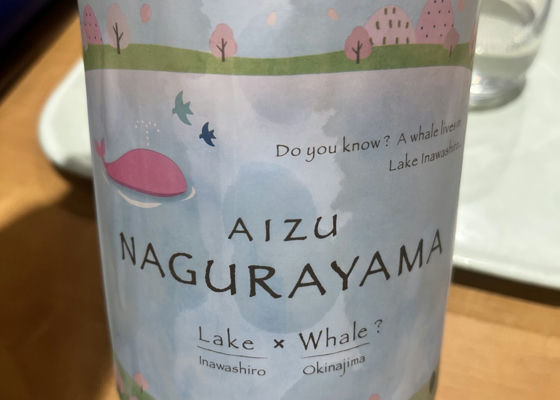 Do you know? A whale lives in
Lake Inawashiro.
AIZU
NAGURAYAMA
Lake × Whale?
Inawashiro Okinajima